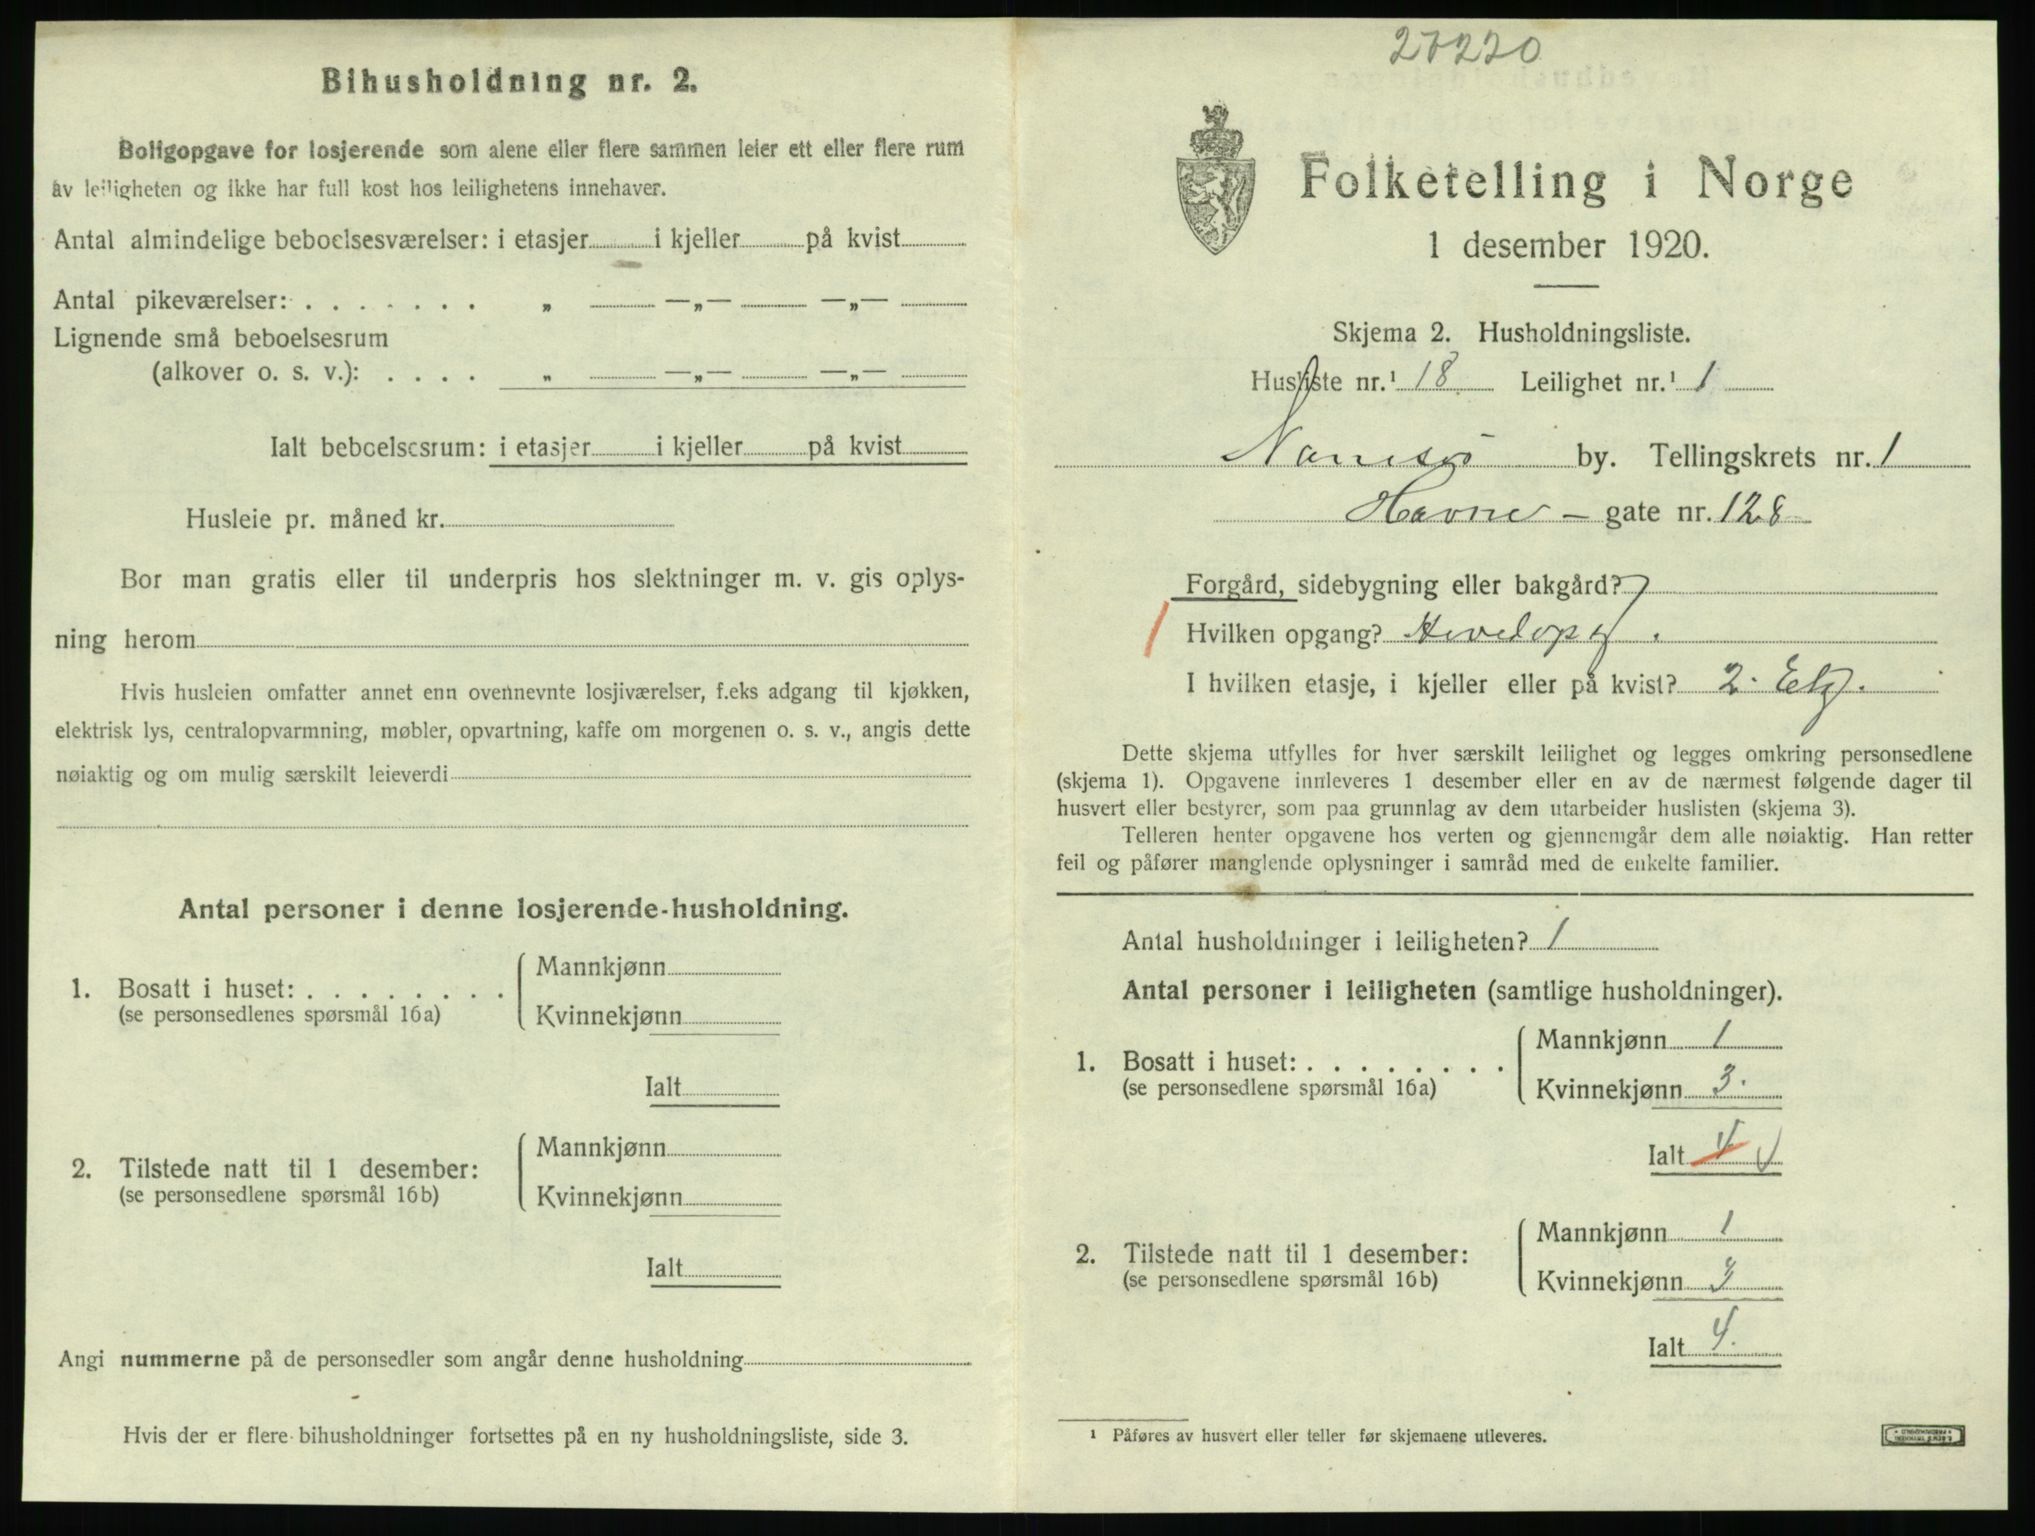 Bihusholdning nr. 2.
Boligopgave for losjerende som alene eller flere sammen leier ett eller flere rum
av leiligheten og ikke har full kost hos leilighetens innehaver.
Antal almindelige beboelsesværelser: i etasjer i kjeller på kvist
Antal pikeværelser: . . . . . . . „ —„— —„—
Lignende små beboelsesrum
(alkover o. s. v.): . . . . „ —„— —„—
Ialt beboelsesrum: i etasjer i kjeller på kvist
Husleie pr. måned kr.
Bor man gratis eller til underpris hos slektninger m. v. gis oplys-
ning herom
Hvis husleien omfatter annet enn ovennevnte losjiværelser, f.eks adgang til kjøkken,
elektrisk lys, centralopvarmning, møbler, opvartning, kaffe om morgenen o. s. v., angis dette
nøiaktig og om mulig særskilt leieverdi
Antal personer i denne losjerende-husholdning.
1. Bosatt i huset: . . . . . . . . Mannkjønn
(se personsedlenes spørsmål 16a) Kvinnekjønn
Ialt
2. Tilstede natt til 1 desember: Mannkjønn
(se personsedlene spørsmål 16b) Kvinnekjønn
Ialt
Angi nummerne på de personsedler som angår denne husholdning
Hvis der er flere bihusholdninger fortsettes på en ny husholdningsliste, side 3.
27220
Folketelling i Norge
1 desember 1920.
Skjema 2. Husholdningsliste.
Husliste nr.¹ 18 Leilighet nr.¹ 1
Namsos by. Tellingskrets nr. 1
Havne – gate nr. 128
Forgård, sidebygning eller bakgård?
Hvilken opgang? Hovedopg.
I hvilken etasje, i kjeller eller på kvist? 2. Etg.
Dette skjema utfylles for hver særskilt leilighet og legges omkring personsedlene
(skjema 1). Opgavene innleveres 1 desember eller en av de nærmest følgende dager til
husvert eller bestyrer, som paa grunnlag av dem utarbeider huslisten (skjema 3).
Telleren henter opgavene hos verten og gjennemgår dem alle nøiaktig. Han retter
feil og påfører manglende oplysninger i samråd med de enkelte familier.
Antal husholdninger i leiligheten? 1
Antal personer i leiligheten (samtlige husholdninger).
1. Bosatt i huset: . . . . . . . . Mannkjønn 1
(se personsedlene spørsmål 16a) Kvinnekjønn 3.
Ialt 4
2. Tilstede natt til 1 desember: Mannkjønn 1
(se personsedlene spørsmål 16b) Kvinnekjønn 3
Ialt 4.
¹ Påføres av husvert eller teller før skjemaene utleveres.